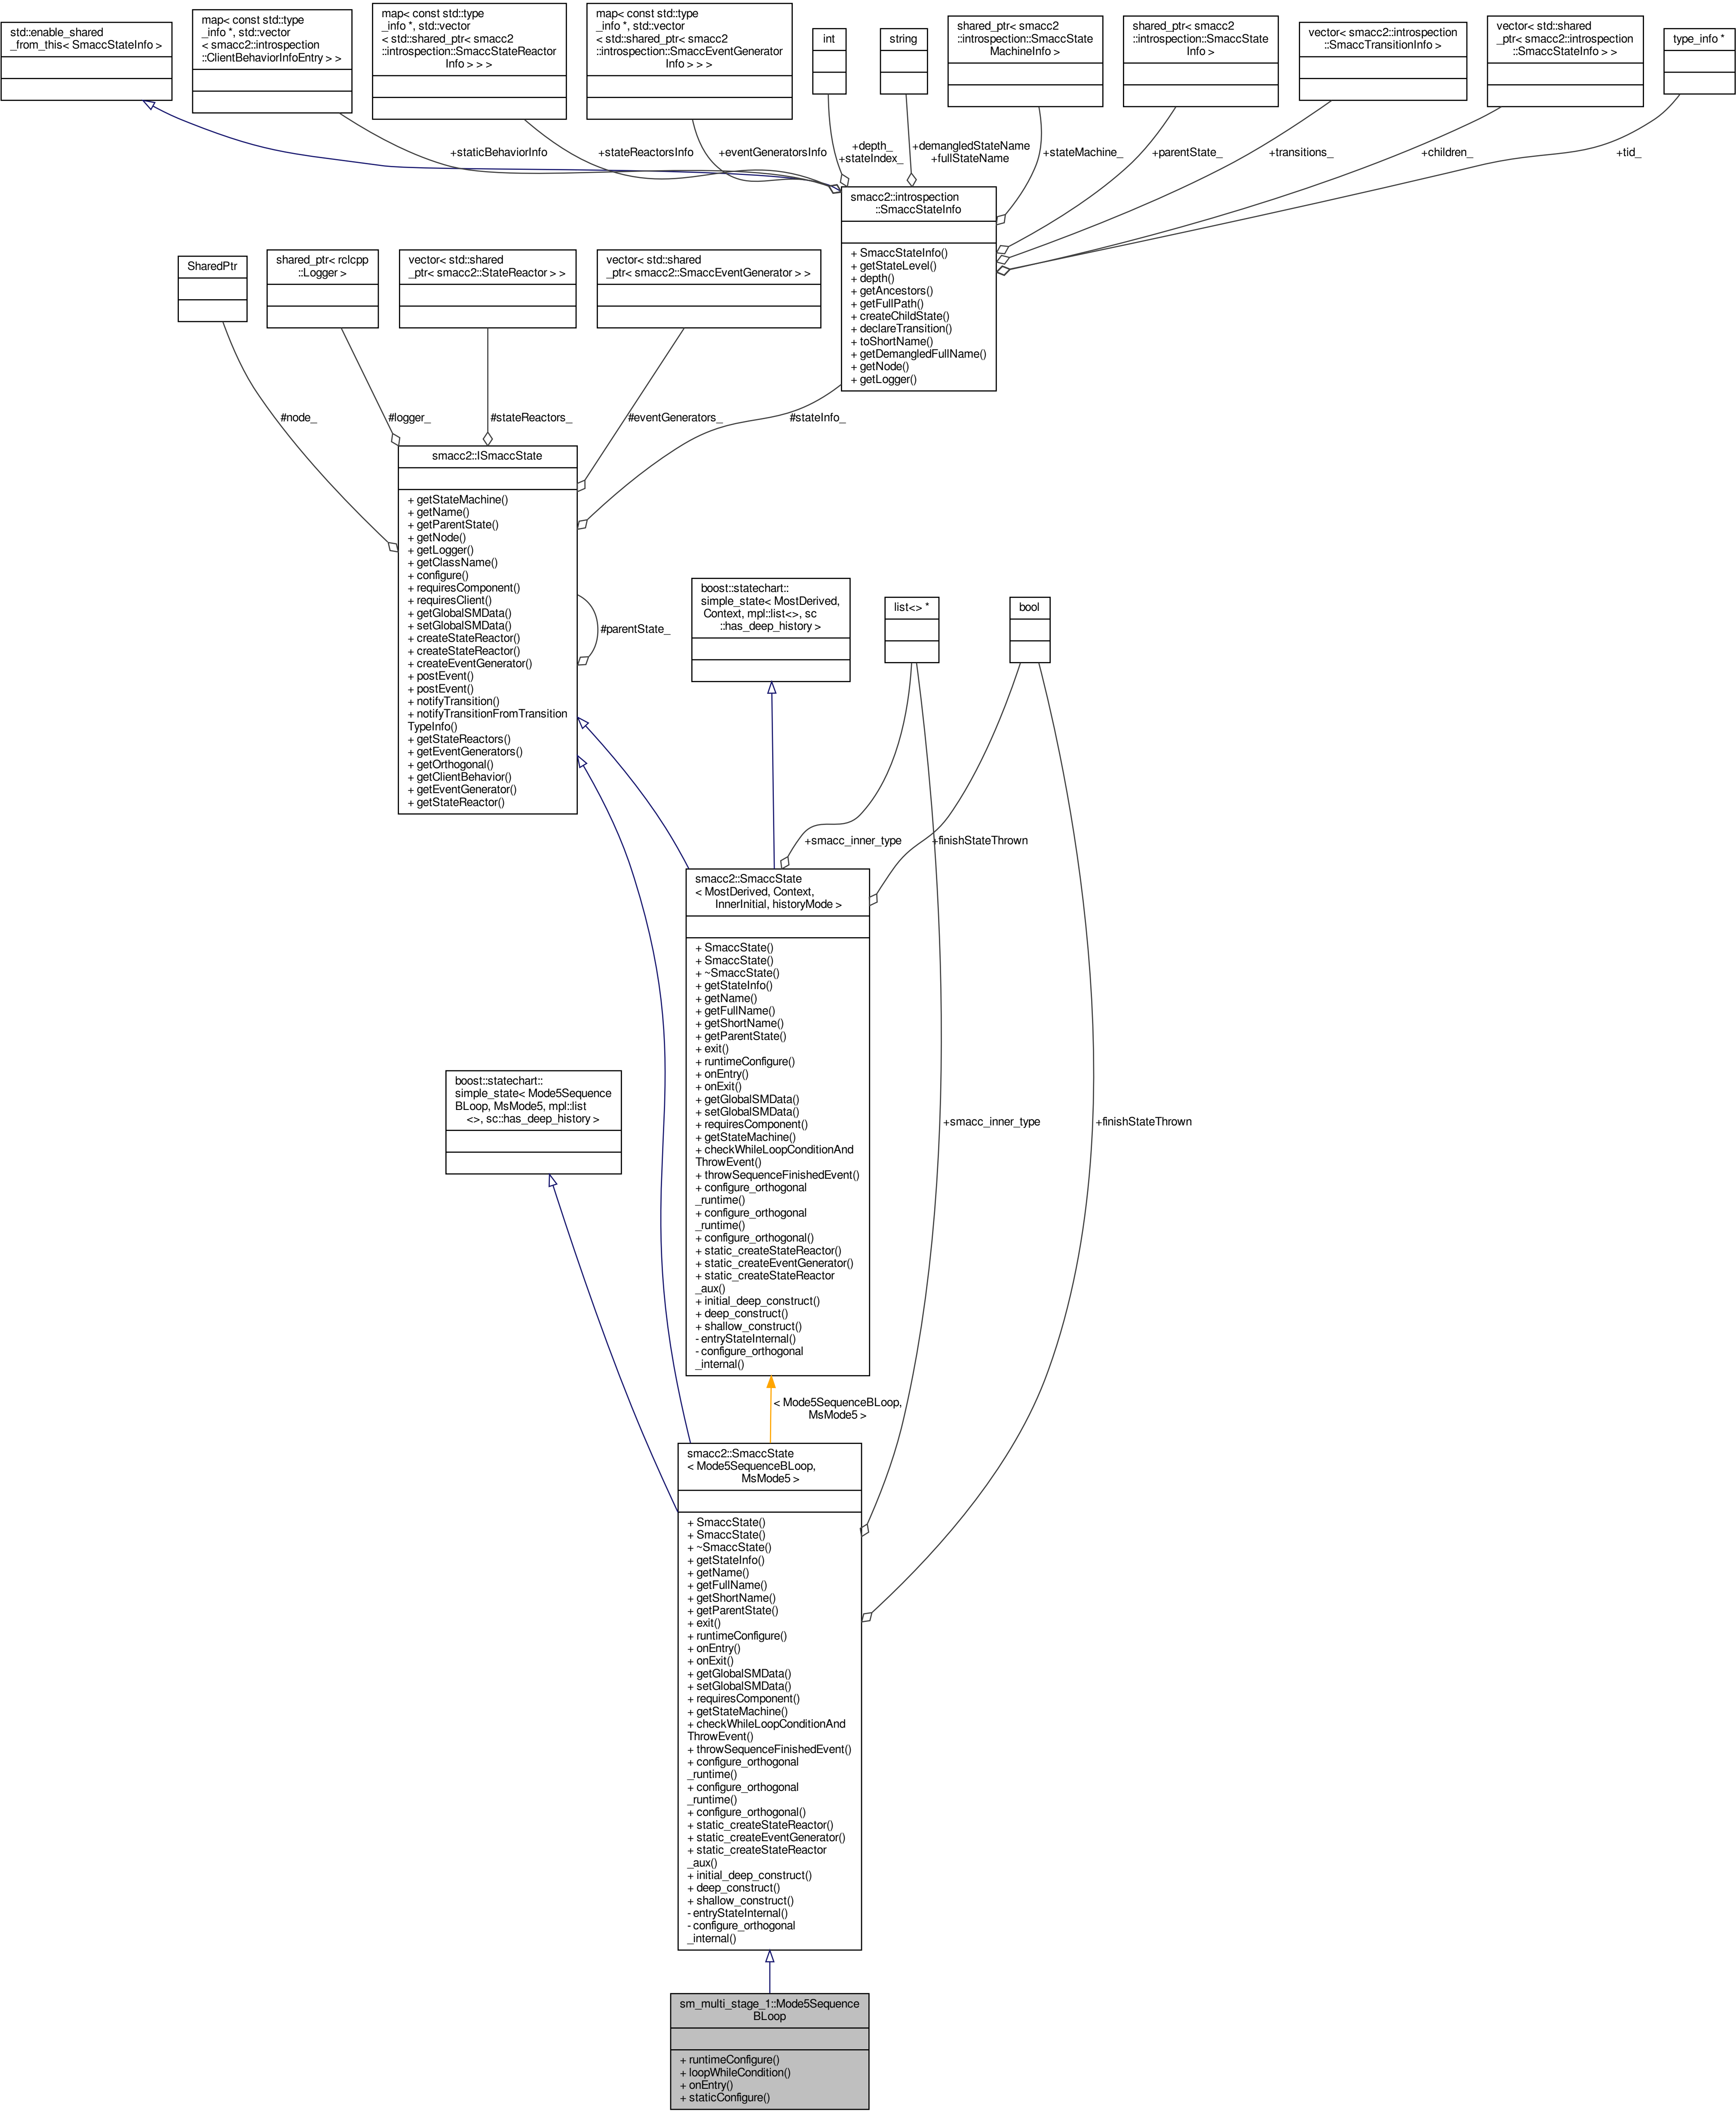 std::enable_shared
_from_this< SmaccStateInfo >
map< const std::type
_info *, std::vector
< smacc2::introspection
::ClientBehaviorInfoEntry > >
map< const std::type
_info *, std::vector
< std::shared_ptr< smacc2
::introspection::SmaccStateReactor
Info > > >
map< const std::type
_info *, std::vector
< std::shared_ptr< smacc2
::introspection::SmaccEventGenerator
Info > > >
int
string
shared_ptr< smacc2
::introspection::SmaccState
MachineInfo >
shared_ptr< smacc2
::introspection::SmaccState
Info >
vector< smacc2::introspection
::SmaccTransitionInfo >
vector< std::shared
_ptr< smacc2::introspection
::SmaccStateInfo > >
type_info *
+staticBehaviorInfo
+stateReactorsInfo
+eventGeneratorsInfo
+depth_
+stateIndex_
+demangledStateName
+fullStateName
+stateMachine_
+parentState_
+transitions_
+children_
+tid_
smacc2::introspection
::SmaccStateInfo
+ SmaccStateInfo()
+ getStateLevel()
+ depth()
+ getAncestors()
+ getFullPath()
+ createChildState()
+ declareTransition()
+ toShortName()
+ getDemangledFullName()
+ getNode()
+ getLogger()
SharedPtr
shared_ptr< rclcpp
::Logger >
vector< std::shared
_ptr< smacc2::StateReactor > >
vector< std::shared
_ptr< smacc2::SmaccEventGenerator > >
#node_
#logger_
#stateReactors_
#eventGenerators_
#stateInfo_
smacc2::ISmaccState
+ getStateMachine()
+ getName()
+ getParentState()
+ getNode()
+ getLogger()
+ getClassName()
+ configure()
+ requiresComponent()
+ requiresClient()
+ getGlobalSMData()
+ setGlobalSMData()
+ createStateReactor()
+ createStateReactor()
+ createEventGenerator()
+ postEvent()
+ postEvent()
+ notifyTransition()
+ notifyTransitionFromTransition
TypeInfo()
+ getStateReactors()
+ getEventGenerators()
+ getOrthogonal()
+ getClientBehavior()
+ getEventGenerator()
+ getStateReactor()
#parentState_
boost::statechart::
simple_state< MostDerived,
Context, mpl::list<>, sc
::has_deep_history >
list<> *
bool
+smacc_inner_type
+finishStateThrown
smacc2::SmaccState
< MostDerived, Context,
InnerInitial, historyMode >
+ SmaccState()
+ SmaccState()
+ ~SmaccState()
+ getStateInfo()
+ getName()
+ getFullName()
+ getShortName()
+ getParentState()
+ exit()
+ runtimeConfigure()
+ onEntry()
+ onExit()
+ getGlobalSMData()
+ setGlobalSMData()
+ requiresComponent()
+ getStateMachine()
+ checkWhileLoopConditionAnd
ThrowEvent()
+ throwSequenceFinishedEvent()
+ configure_orthogonal
_runtime()
+ configure_orthogonal
_runtime()
+ configure_orthogonal()
+ static_createStateReactor()
+ static_createEventGenerator()
+ static_createStateReactor
_aux()
+ initial_deep_construct()
+ deep_construct()
+ shallow_construct()
- entryStateInternal()
- configure_orthogonal
_internal()
boost::statechart::
simple_state< Mode5Sequence
BLoop, MsMode5, mpl::list
<>, sc::has_deep_history >
+smacc_inner_type
+finishStateThrown
< Mode5SequenceBLoop,
MsMode5 >
smacc2::SmaccState
< Mode5SequenceBLoop,
MsMode5 >
+ SmaccState()
+ SmaccState()
+ ~SmaccState()
+ getStateInfo()
+ getName()
+ getFullName()
+ getShortName()
+ getParentState()
+ exit()
+ runtimeConfigure()
+ onEntry()
+ onExit()
+ getGlobalSMData()
+ setGlobalSMData()
+ requiresComponent()
+ getStateMachine()
+ checkWhileLoopConditionAnd
ThrowEvent()
+ throwSequenceFinishedEvent()
+ configure_orthogonal
_runtime()
+ configure_orthogonal
_runtime()
+ configure_orthogonal()
+ static_createStateReactor()
+ static_createEventGenerator()
+ static_createStateReactor
_aux()
+ initial_deep_construct()
+ deep_construct()
+ shallow_construct()
- entryStateInternal()
- configure_orthogonal
_internal()
sm_multi_stage_1::Mode5Sequence
BLoop
+ runtimeConfigure()
+ loopWhileCondition()
+ onEntry()
+ staticConfigure()